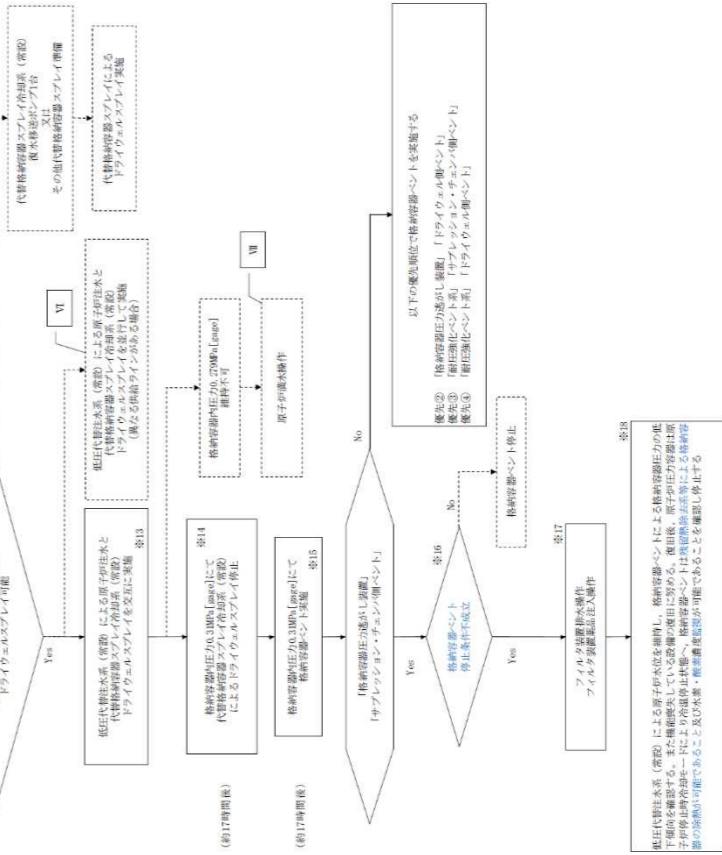 ドライウェルスプレイ可能
Yes
代替格納容器スプレイ冷却系（常設）
復水移送ポンプ1台
又は
その他代替格納容器スプレイ準備
代替格納容器スプレイによる
ドライウェルスプレイ実施
Ⅵ
低圧代替注水系（常設）による原子炉注水と
代替格納容器スプレイ冷却系（常設）
ドライウェルスプレイを並行して実施
（異なる供給ラインがある場合）
低圧代替注水系（常設）による原子炉注水と
代替格納容器スプレイ冷却系（常設）
ドライウェルスプレイを交互に実施
※13
格納容器内圧力0.279MPa[gage]
維持不可
Ⅶ
原子炉満水操作
（約17時間後）
格納容器内圧力0.31MPa[gage]にて
代替格納容器スプレイ冷却系（常設）
によるドライウェルスプレイ停止
※14
（約17時間後）
格納容器内圧力0.31MPa[gage]にて
格納容器ベント実施
※15
「格納容器圧力逃がし装置」
「サプレッション・チェンバ側ベント」
No
Yes
以下の優先順位で格納容器ベントを実施する
優先② 「格納容器圧力逃がし装置」「ドライウェル側ベント」
優先③ 「耐圧強化ベント系」「サプレッション・チェンバ側ベント」
優先④ 「耐圧強化ベント系」「ドライウェル側ベント」
※16
格納容器ベント
停止条件不成立
No
格納容器ベント停止
Yes
※17
フィルタ装置排水操作
フィルタ装置薬品注入操作
※18
低圧代替注水系（常設）による原子炉水位を維持し、格納容器ベントによる格納容器圧力の低
下傾向を確認する。また機能喪失している設備の復旧に努める。復旧後、原子炉圧力容器は原
子炉停止時冷却モードにより冷温停止状態へ、格納容器ベントは残留熱除去系等による格納容
器の除熱が可能であること及び水素・酸素濃度監視が可能であることを確認し停止する